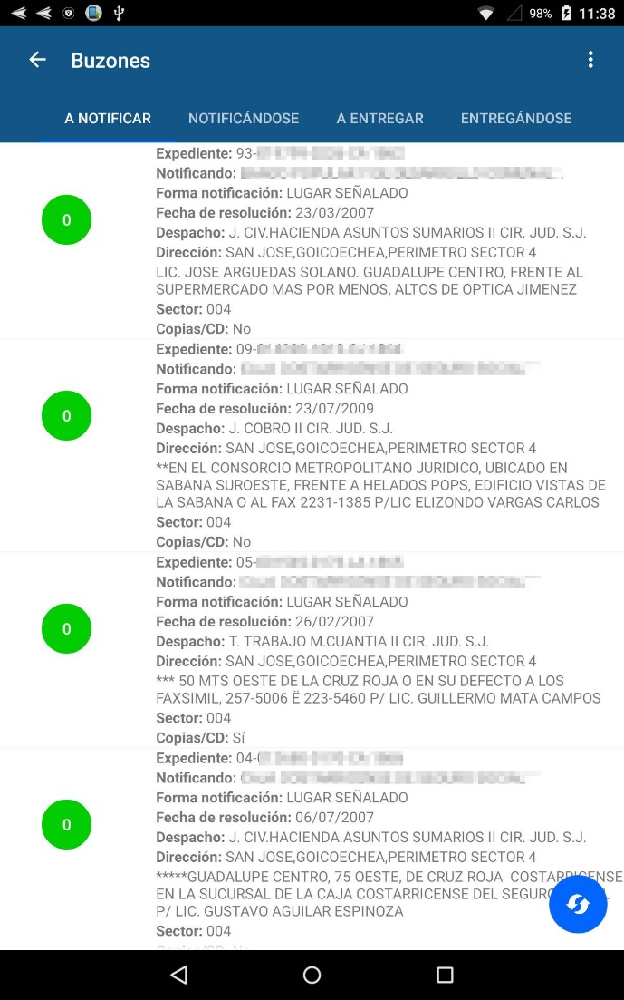 98% 11:38
Buzones
A NOTIFICAR NOTIFICÁNDOSE A ENTREGAR ENTREGÁNDOSE
Expediente: 93-
Notificando:
Forma notificación: LUGAR SEÑALADO
0
Fecha de resolución: 23/03/2007
Despacho: J. CIV.HACIENDA ASUNTOS SUMARIOS II CIR. JUD. S.J.
Dirección: SAN JOSE,GOICOECHEA,PERIMETRO SECTOR 4
LIC. JOSE ARGUEDAS SOLANO. GUADALUPE CENTRO, FRENTE AL
SUPERMERCADO MAS POR MENOS, ALTOS DE OPTICA JIMENEZ
Sector: 004
Copias/CD: No
Expediente: 09-
Notificando:
Forma notificación: LUGAR SEÑALADO
0
Fecha de resolución: 23/07/2009
Despacho: J. COBRO II CIR. JUD. S.J.
Dirección: SAN JOSE,GOICOECHEA,PERIMETRO SECTOR 4
**EN EL CONSORCIO METROPOLITANO JURIDICO, UBICADO EN
SABANA SUROESTE, FRENTE A HELADOS POPS, EDIFICIO VISTAS DE
LA SABANA O AL FAX 2231-1385 P/LIC ELIZONDO VARGAS CARLOS
Sector: 004
Copias/CD: No
Expediente: 05-
Notificando:
Forma notificación: LUGAR SEÑALADO
0
Fecha de resolución: 26/02/2007
Despacho: T. TRABAJO M.CUANTIA II CIR. JUD. S.J.
Dirección: SAN JOSE,GOICOECHEA,PERIMETRO SECTOR 4
*** 50 MTS OESTE DE LA CRUZ ROJA O EN SU DEFECTO A LOS
FAXSIMIL, 257-5006 Ë 223-5460 P/ LIC. GUILLERMO MATA CAMPOS
Sector: 004
Copias/CD: Sí
Expediente: 04-
Notificando:
Forma notificación: LUGAR SEÑALADO
0
Fecha de resolución: 06/07/2007
Despacho: J. CIV.HACIENDA ASUNTOS SUMARIOS II CIR. JUD. S.J.
Dirección: SAN JOSE,GOICOECHEA,PERIMETRO SECTOR 4
*****GUADALUPE CENTRO, 75 OESTE, DE CRUZ ROJA COSTARRICENSE
EN LA SUCURSAL DE LA CAJA COSTARRICENSE DEL
P/ LIC. GUSTAVO AGUILAR ESPINOZA
Sector: 004
Copias/CD: No